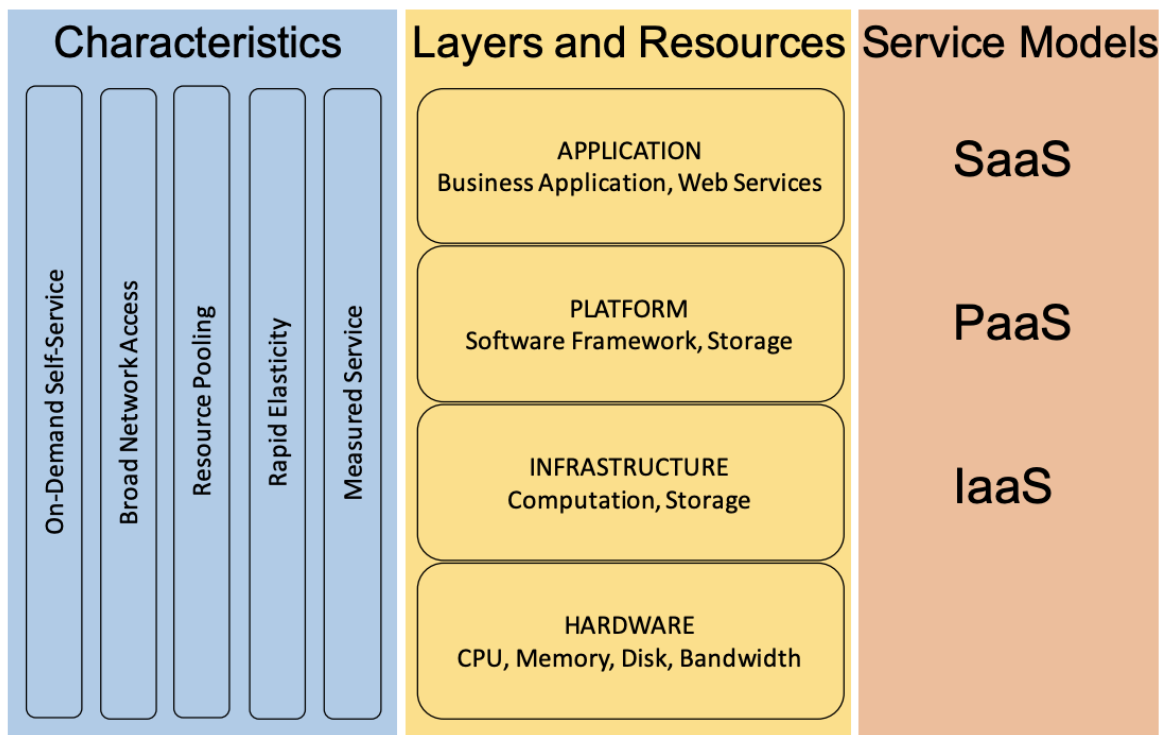 Characteristics
On-Demand Self-Service
Broad Network Access
Resource Pooling
Rapid Elasticity
Measured Service
Layers and Resources
APPLICATION
Business Application, Web Services
PLATFORM
Software Framework, Storage
INFRASTRUCTURE
Computation, Storage
HARDWARE
CPU, Memory, Disk, Bandwidth
Service Models
SaaS
PaaS
IaaS